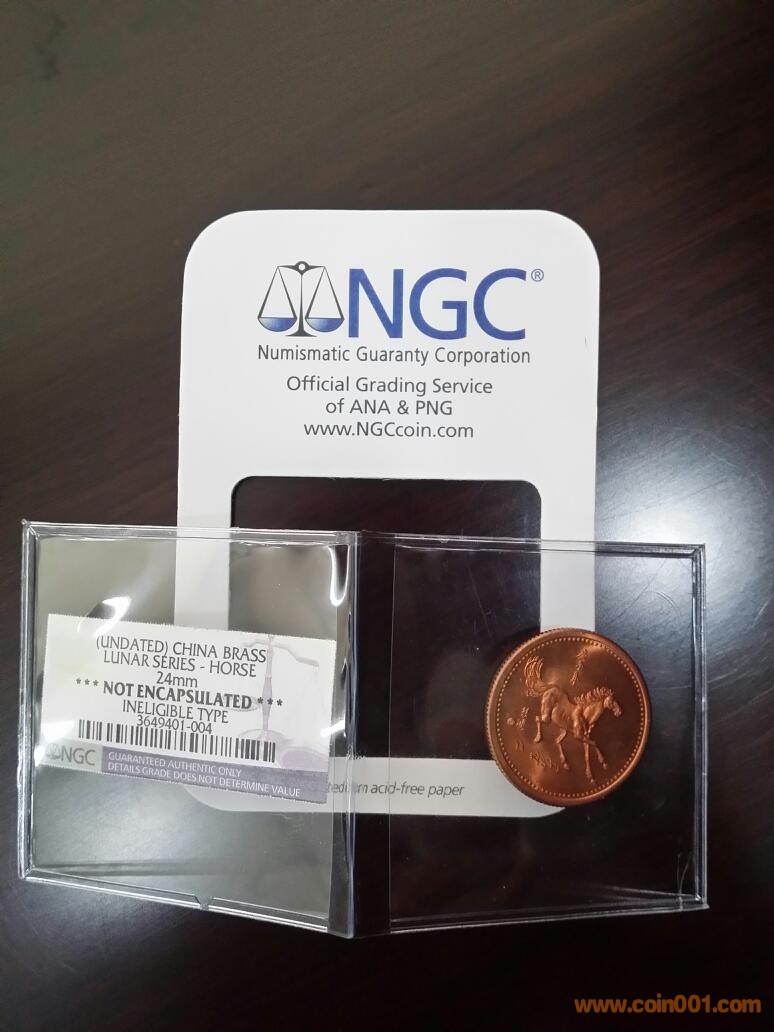 NGC®
Numismatic Guaranty Corporation
Official Grading Service
of ANA & PNG
www.NGCcoin.com
(UNDATED) CHINA BRASS
LUNAR SERIES - HORSE
24mm
*** NOT ENCAPSULATED ***
INELIGIBLE TYPE
3649401-004
NGC
GUARANTEED AUTHENTIC ONLY
DETAILS GRADE DOES NOT DETERMINE VALUE
acid-free paper
www.coin001.com